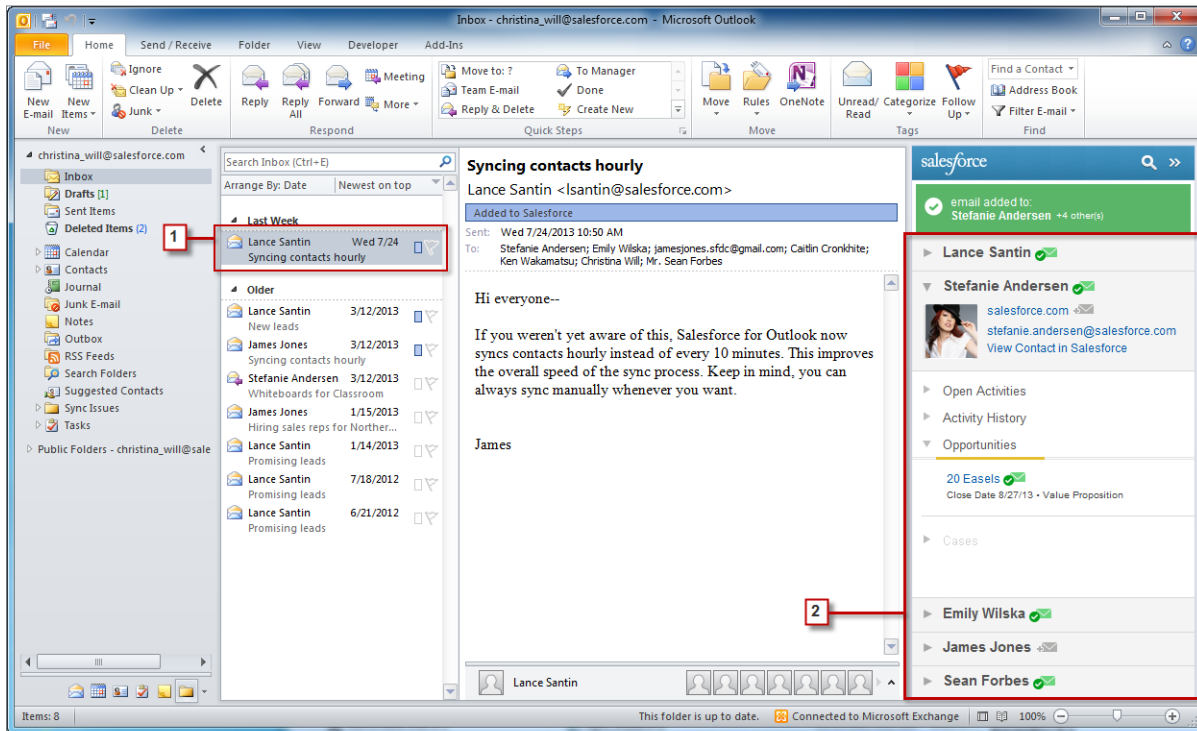 Inbox - christina_will@salesforce.com - Microsoft Outlook
File Home Send / Receive Folder View Developer Add-Ins
New E-mail
New Items
New
Ignore
Clean Up
Junk
Delete
Delete
Reply
Reply All
Forward
Meeting
More
Respond
Move to: ?
Team E-mail
Reply & Delete
To Manager
Done
Create New
Quick Steps
Move
Rules
OneNote
Move
Unread/ Read
Categorize
Follow Up
Tags
Find a Contact
Address Book
Filter E-mail
Find
christina_will@salesforce.com
Inbox
Drafts [1]
Sent Items
Deleted Items (2)
Calendar
Contacts
Journal
Junk E-mail
Notes
Outbox
RSS Feeds
Search Folders
Suggested Contacts
Sync Issues
Tasks
Public Folders - christina_will@sale
1
Search Inbox (Ctrl+E)
Arrange By: Date Newest on top
Last Week
Lance Santin Wed 7/24
Syncing contacts hourly
Older
Lance Santin 3/12/2013
New leads
James Jones 3/12/2013
Syncing contacts hourly
Stefanie Andersen 3/12/2013
Whiteboards for Classroom
James Jones 1/15/2013
Hiring sales reps for Norther...
Lance Santin 1/14/2013
Promising leads
Lance Santin 7/18/2012
Promising leads
Lance Santin 6/21/2012
Promising leads
Syncing contacts hourly
Lance Santin <lsantin@salesforce.com>
Added to Salesforce
Sent: Wed 7/24/2013 10:50 AM
To: Stefanie Andersen; Emily Wilska; jamesjones.sfdc@gmail.com; Caitlin Cronkhite;
Ken Wakamatsu; Christina Will; Mr. Sean Forbes
Hi everyone--
If you weren't yet aware of this, Salesforce for Outlook now
syncs contacts hourly instead of every 10 minutes. This improves
the overall speed of the sync process. Keep in mind, you can
always sync manually whenever you want.
James
Lance Santin
salesforce
email added to:
Stefanie Andersen +4 other(s)
Lance Santin
Stefanie Andersen
salesforce.com
stefanie.andersen@salesforce.com
View Contact in Salesforce
Open Activities
Activity History
Opportunities
20 Easels
Close Date 8/27/13 • Value Proposition
Cases
2
Emily Wilska
James Jones
Sean Forbes
Items: 8
This folder is up to date.
Connected to Microsoft Exchange
100%